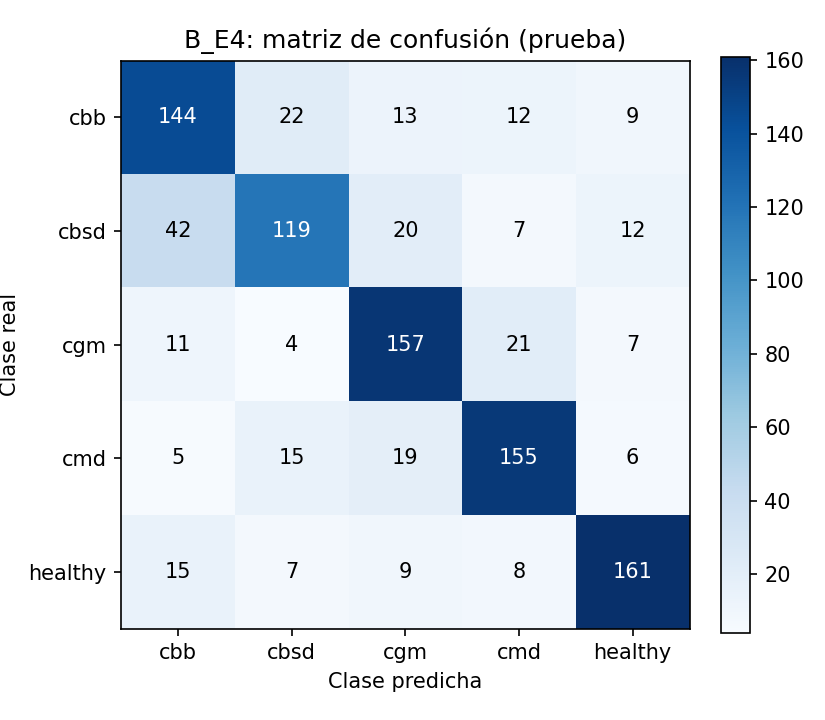 B_E4: matriz de confusión (prueba)
Clase real
cbb 144 22 13 12 9
cbsd 42 119 20 7 12
cgm 11 4 157 21 7
cmd 5 15 19 155 6
healthy 15 7 9 8 161
cbb cbsd cgm cmd healthy
Clase predicha
160
140
120
100
80
60
40
20